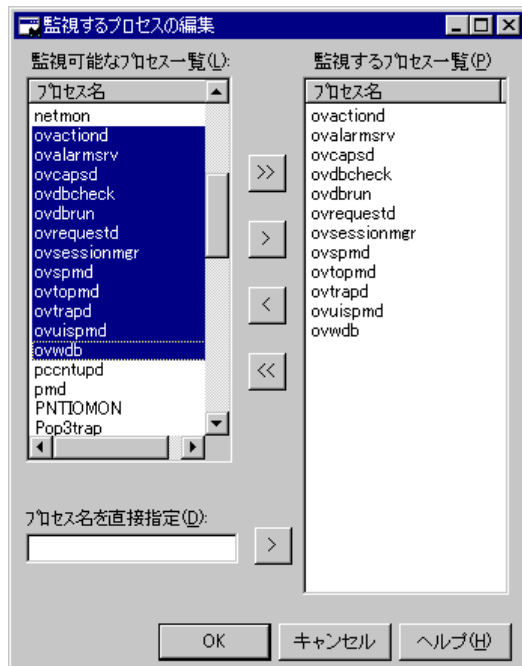 監視するプロセスの編集
監視可能なプロセス一覧(L):
プロセス名
netmon
ovactiond
ovalarmsrv
ovcapsd
ovdbcheck
ovdbrun
ovrequestd
ovsessionmgr
ovspmd
ovtopmd
ovtrapd
ovuispmd
ovwdb
pccntupd
pmd
PNTIOMON
Pop3trap
>>
>
<
<<
監視するプロセス一覧(P)
プロセス名
ovactiond
ovalarmsrv
ovcapsd
ovdbcheck
ovdbrun
ovrequestd
ovsessionmgr
ovspmd
ovtopmd
ovtrapd
ovuispmd
ovwdb
プロセス名を直接指定(D):
>
OK
キャンセル
ヘルプ(H)